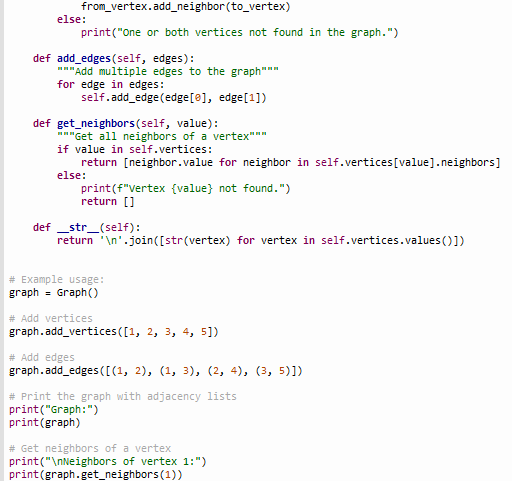 from_vertex.add_neighbor(to_vertex)
else:
print("One or both vertices not found in the graph.")
def add_edges(self, edges):
"""Add multiple edges to the graph"""
for edge in edges:
self.add_edge(edge[0], edge[1])
def get_neighbors(self, value):
"""Get all neighbors of a vertex"""
if value in self.vertices:
return [neighbor.value for neighbor in self.vertices[value].neighbors]
else:
print(f"Vertex {value} not found.")
return []
def __str__(self):
return '\n'.join([str(vertex) for vertex in self.vertices.values()])
# Example usage:
graph = Graph()
# Add vertices
graph.add_vertices([1, 2, 3, 4, 5])
# Add edges
graph.add_edges([(1, 2), (1, 3), (2, 4), (3, 5)])
# Print the graph with adjacency lists
print("Graph:")
print(graph)
# Get neighbors of a vertex
print("\nNeighbors of vertex 1:")
print(graph.get_neighbors(1))